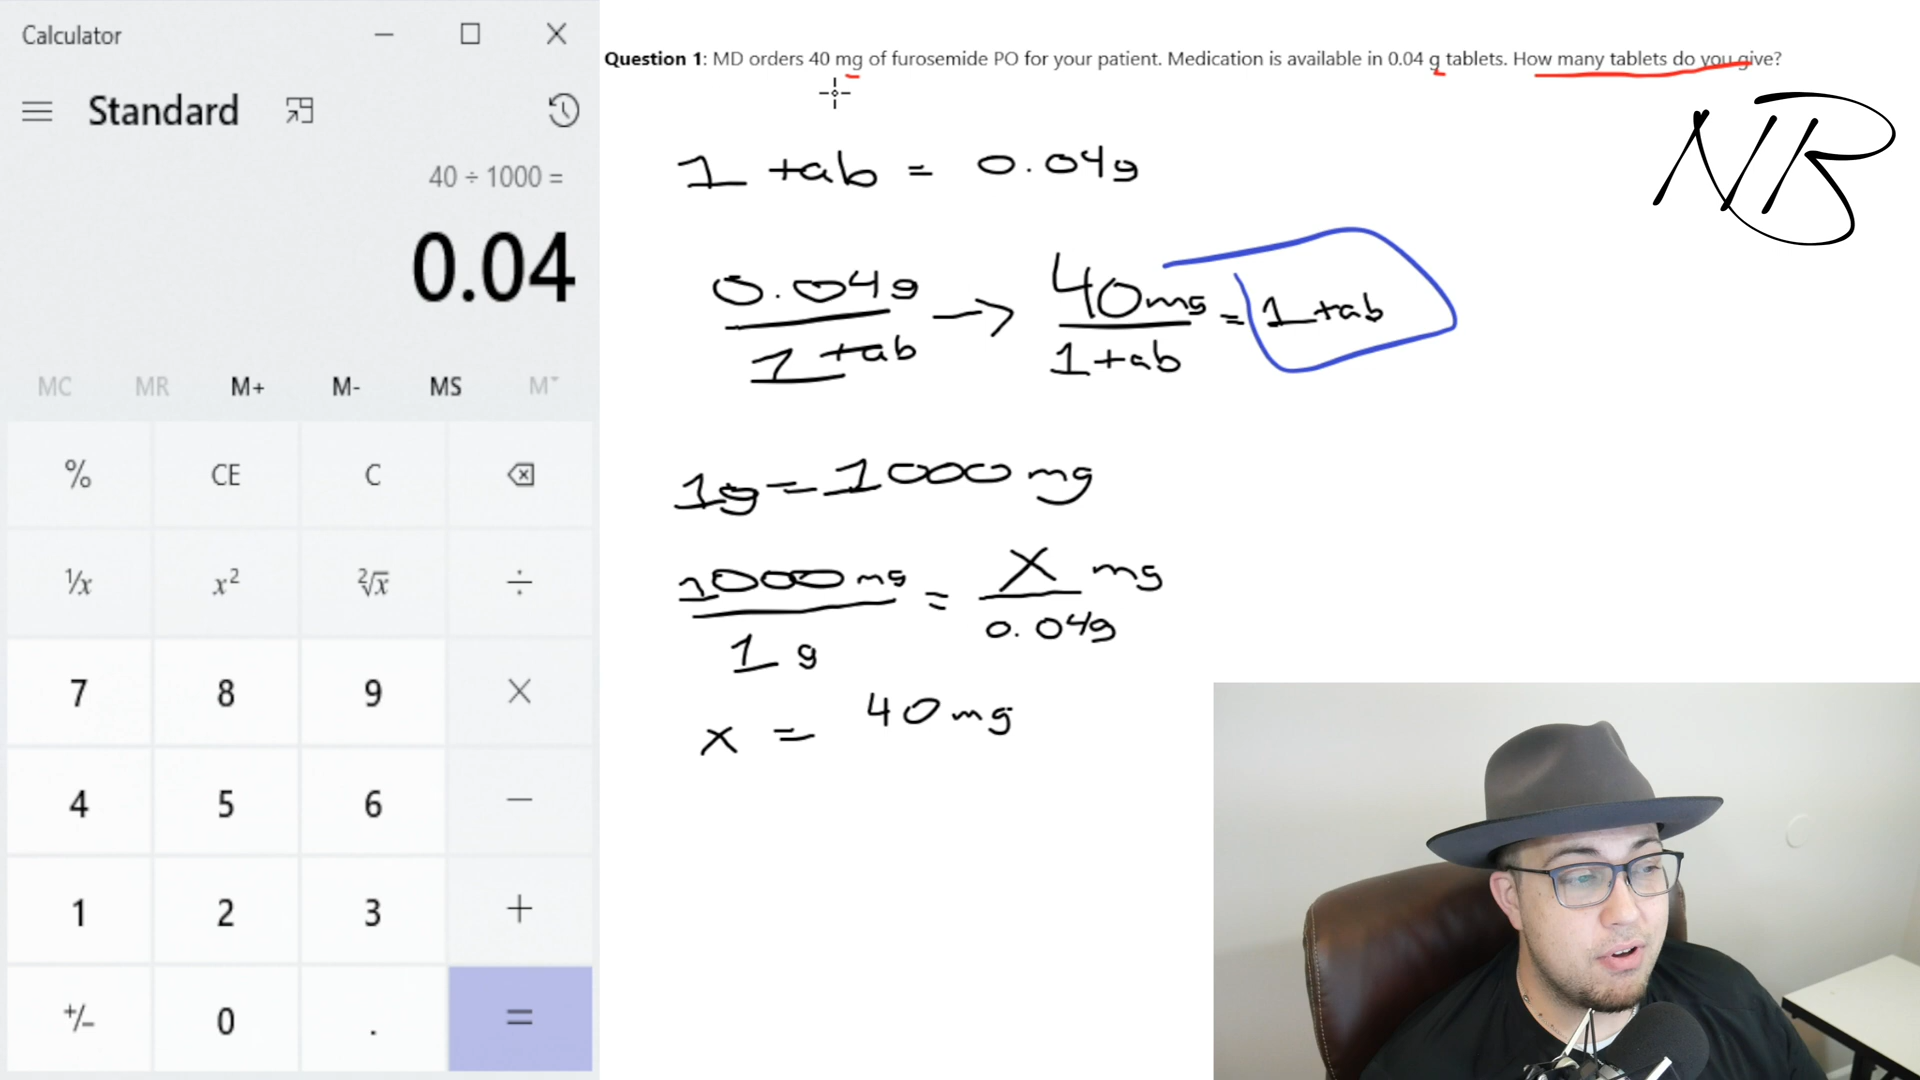 Calculator
Standard
40 ÷ 1000 =
0.04
MC MR M+ M- MS M˅
% CE C
¹/x x² ²√x ÷
7 8 9 ×
4 5 6 −
1 2 3 +
+/- 0 . =
Question 1: MD orders 40 mg of furosemide PO for your patient. Medication is available in 0.04 g tablets. How many tablets do you give?
NB
1 tab = 0.04g
0.04g / 1 tab → 40mg / 1 tab = 1 tab
1g = 1000 mg
1000 mg / 1 g = X mg / 0.04g
x = 40mg